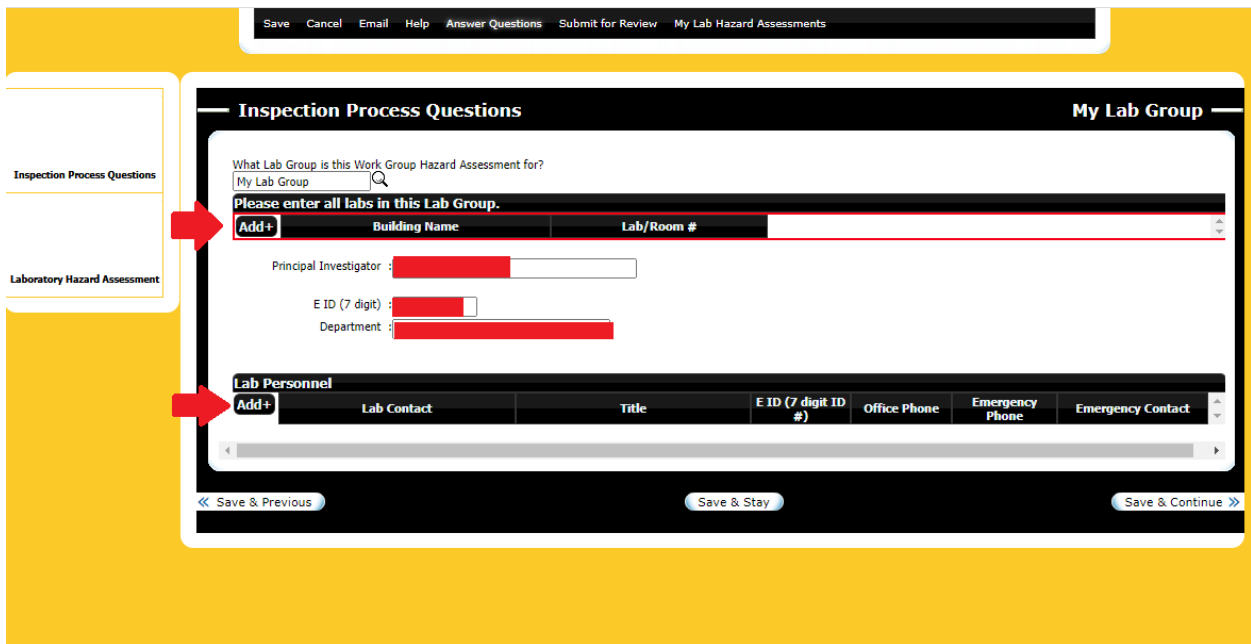 Save Cancel Email Help Answer Questions Submit for Review My Lab Hazard Assessments
Inspection Process Questions
Laboratory Hazard Assessment
Inspection Process Questions My Lab Group
What Lab Group is this Work Group Hazard Assessment for?
My Lab Group
Please enter all labs in this Lab Group.
Add+ Building Name Lab/Room #
Principal Investigator :
E ID (7 digit) :
Department :
Lab Personnel
Add+ Lab Contact Title E ID (7 digit ID #) Office Phone Emergency Phone Emergency Contact
« Save & Previous Save & Stay Save & Continue »